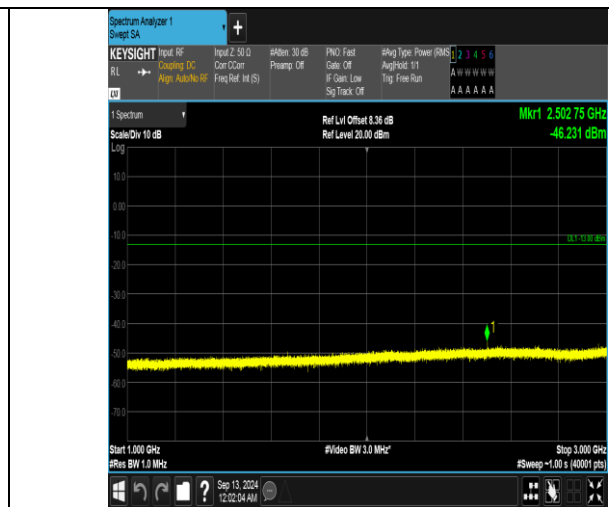 Spectrum Analyzer 1
Swept SA
+
KEYSIGHT
RL
Input: RF
Coupling: DC
Align: Auto/No RF
Input Z: 50 Ω
Corr CCorr
Freq Ref: Int (S)
#Atten: 30 dB
Preamp: Off
PNO: Fast
Gate: Off
IF Gain: Low
Sig Track: Off
#Avg Type: Power (RMS
Avg|Hold: 1/1
Trig: Free Run
1 2 3 4 5 6
A W W W W W
A A A A A A
1 Spectrum
Scale/Div 10 dB
Ref Lvl Offset 8.36 dB
Ref Level 20.00 dBm
Mkr1 2.502 75 GHz
-46.231 dBm
Log
10.0
0.00
-10.0
DL1 -13.00 dBm
-20.0
-30.0
-40.0
1
-50.0
-60.0
-70.0
Start 1.000 GHz
#Res BW 1.0 MHz
#Video BW 3.0 MHz*
Stop 3.000 GHz
#Sweep ~1.00 s (40001 pts)
?
Sep 13, 2024
12:02:04 AM